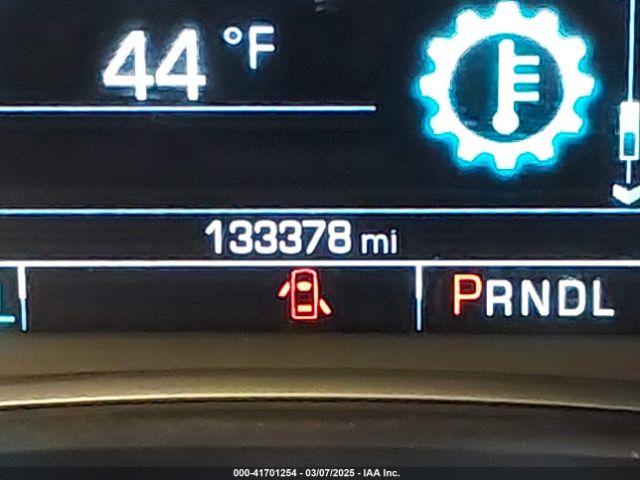 44 °F
133378 mi
PRNDL
000-41701254 - 03/07/2025 - IAA Inc.